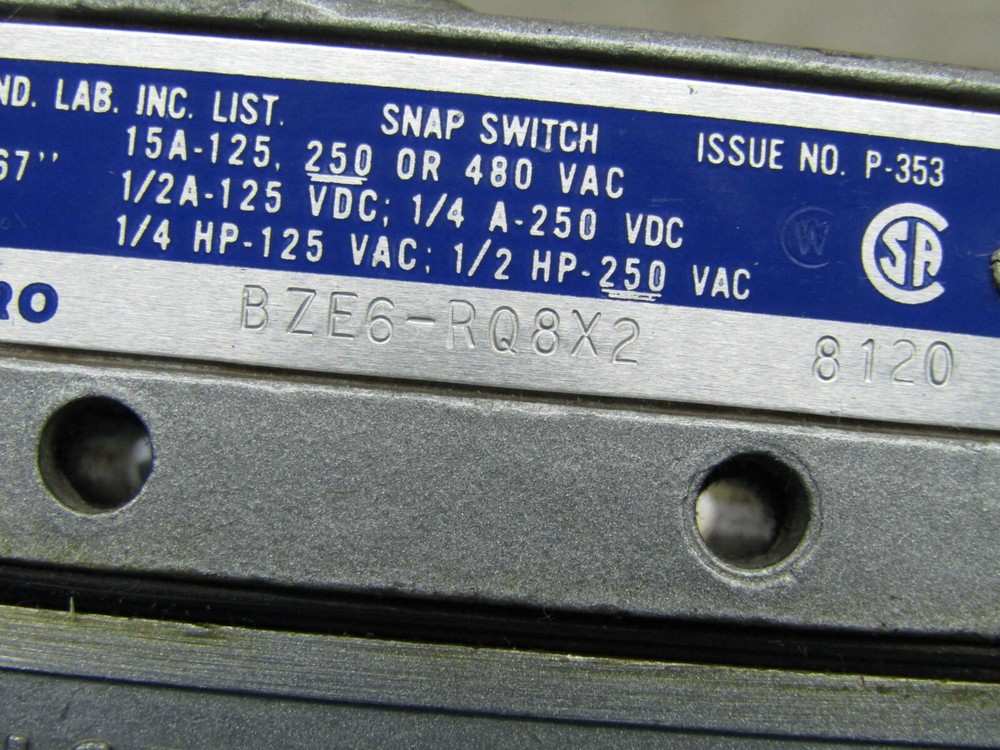 ND. LAB. INC. LIST.
SNAP SWITCH
ISSUE NO. P-353
67"
15A-125, 250 OR 480 VAC
1/2A-125 VDC; 1/4 A-250 VDC
1/4 HP-125 VAC; 1/2 HP-250 VAC
W
CSA
RO
BZE6-RQ8X2
8120